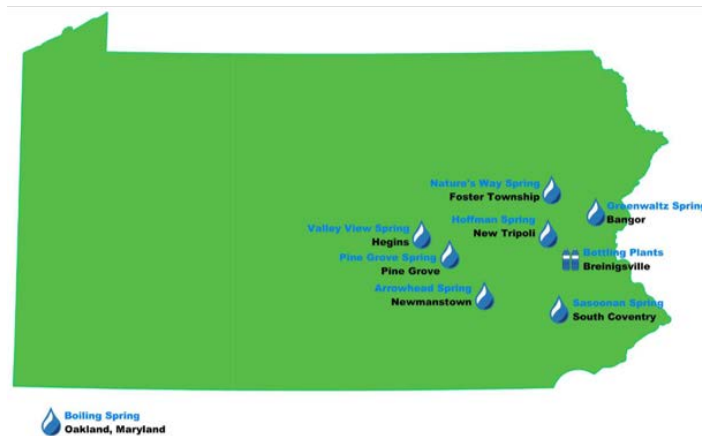 Nature's Way Spring
Foster Township
Greenwaltz Spring
Bangor
Valley View Spring
Hegins
Hoffman Spring
New Tripoli
Pine Grove Spring
Pine Grove
Bottling Plants
Breinigsville
Arrowhead Spring
Newmanstown
Sasoonan Spring
South Coventry
Boiling Spring
Oakland, Maryland